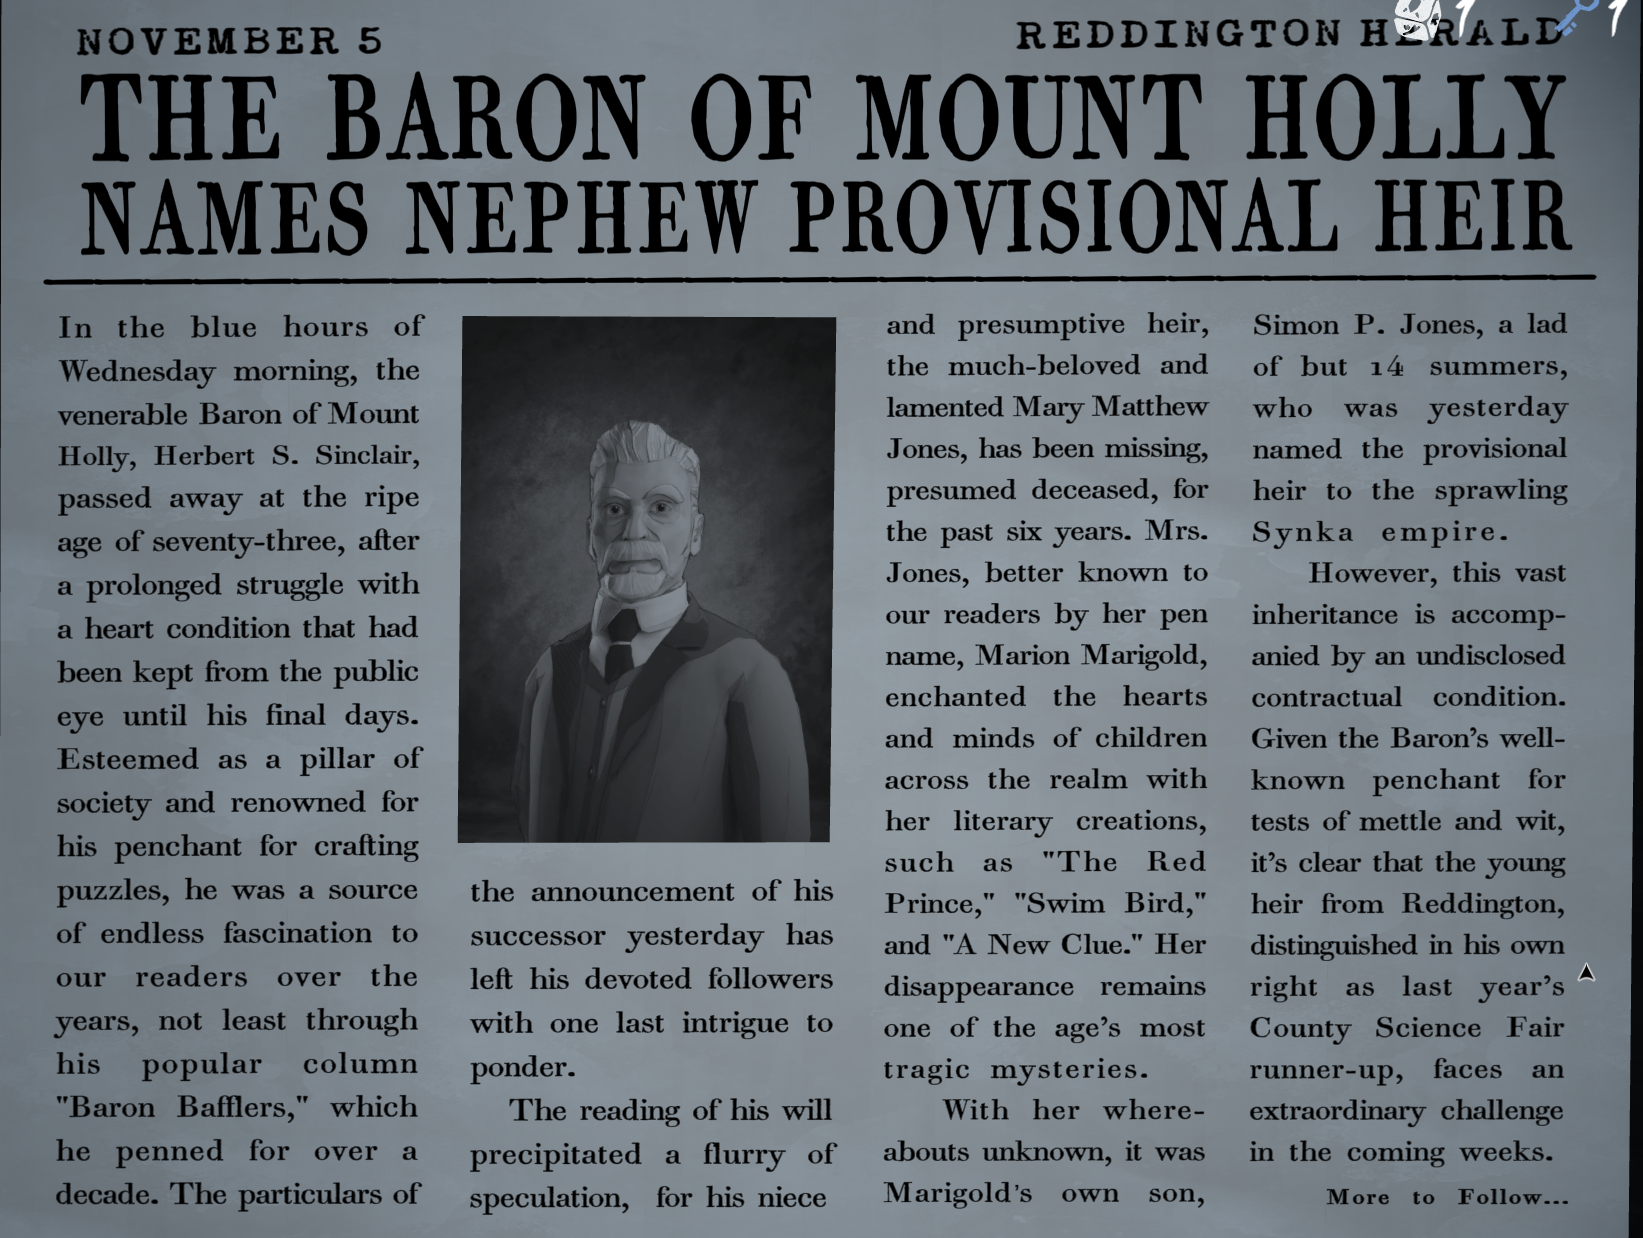 NOVEMBER 5
REDDINGTON HERALD
1
1
THE BARON OF MOUNT HOLLY
NAMES NEPHEW PROVISIONAL HEIR
In the blue hours of
Wednesday morning, the
venerable Baron of Mount
Holly, Herbert S. Sinclair,
passed away at the ripe
age of seventy-three, after
a prolonged struggle with
a heart condition that had
been kept from the public
eye until his final days.
Esteemed as a pillar of
society and renowned for
his penchant for crafting
puzzles, he was a source
of endless fascination to
our readers over the
years, not least through
his popular column
"Baron Bafflers," which
he penned for over a
decade. The particulars of
the announcement of his
successor yesterday has
left his devoted followers
with one last intrigue to
ponder.
The reading of his will
precipitated a flurry of
speculation, for his niece
and presumptive heir,
the much-beloved and
lamented Mary Matthew
Jones, has been missing,
presumed deceased, for
the past six years. Mrs.
Jones, better known to
our readers by her pen
name, Marion Marigold,
enchanted the hearts
and minds of children
across the realm with
her literary creations,
such as "The Red
Prince," "Swim Bird,"
and "A New Clue." Her
disappearance remains
one of the age's most
tragic mysteries.
With her where-
abouts unknown, it was
Marigold's own son,
Simon P. Jones, a lad
of but 14 summers,
who was yesterday
named the provisional
heir to the sprawling
Synka empire.
However, this vast
inheritance is accomp-
anied by an undisclosed
contractual condition.
Given the Baron's well-
known penchant for
tests of mettle and wit,
it's clear that the young
heir from Reddington,
distinguished in his own
right as last year's
County Science Fair
runner-up, faces an
extraordinary challenge
in the coming weeks.
More to Follow...